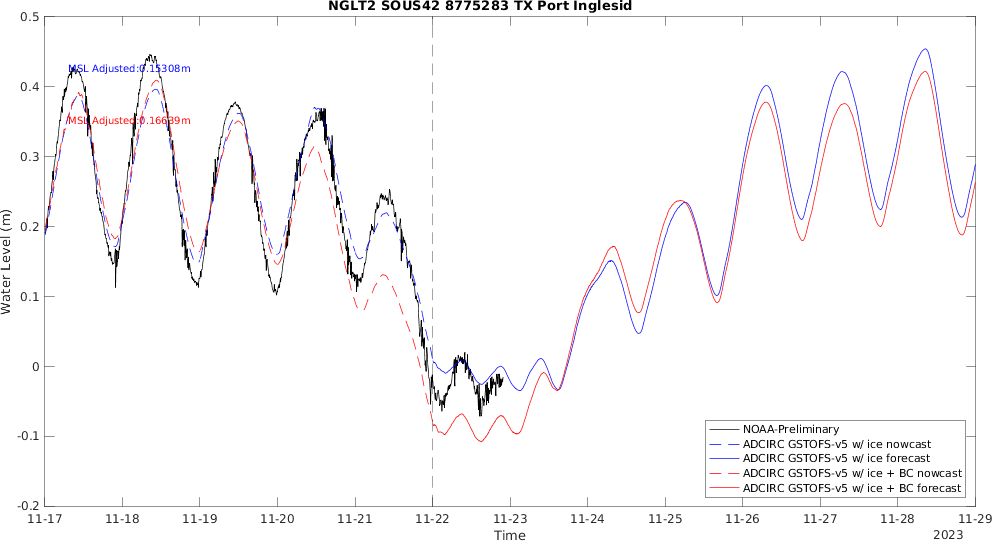 NGLT2 SOUS42 8775283 TX Port Inglesid
Water Level (m)
0.5
0.4
0.3
0.2
0.1
0
-0.1
-0.2
MSL Adjusted:0.15308m
MSL Adjusted:0.16639m
NOAA-Preliminary
ADCIRC GSTOFS-v5 w/ ice nowcast
ADCIRC GSTOFS-v5 w/ ice forecast
ADCIRC GSTOFS-v5 w/ ice + BC nowcast
ADCIRC GSTOFS-v5 w/ ice + BC forecast
11-17 11-18 11-19 11-20 11-21 11-22 11-23 11-24 11-25 11-26 11-27 11-28 11-29
Time
2023